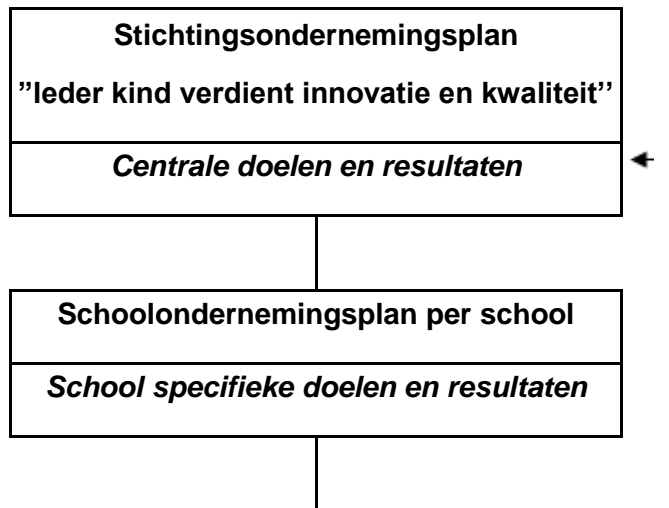 Stichtingsondernemingsplan
”Ieder kind verdient innovatie en kwaliteit’’
Centrale doelen en resultaten
Schoolondernemingsplan per school
School specifieke doelen en resultaten